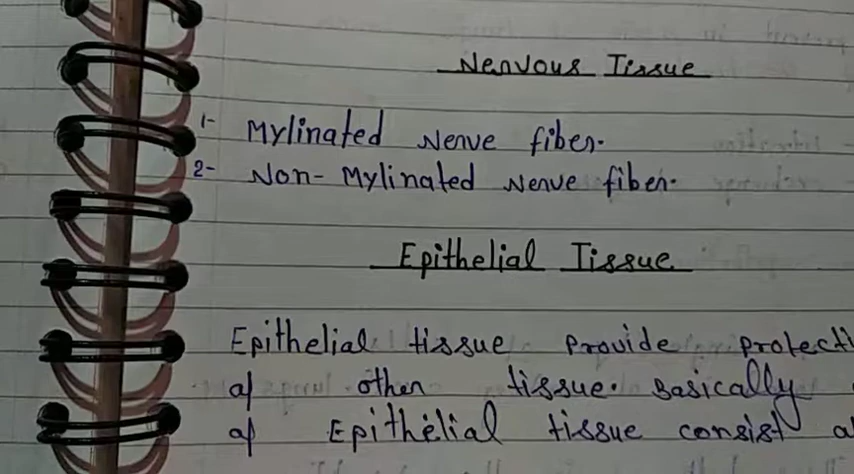 Nervous Tissue
1- Mylinated Nerve fiber.
2- Non-Mylinated Nerve fiber.
Epithelial Tissue
Epithelial tissue provide protecti
of other tissue. Basically
of Epithelial tissue consist